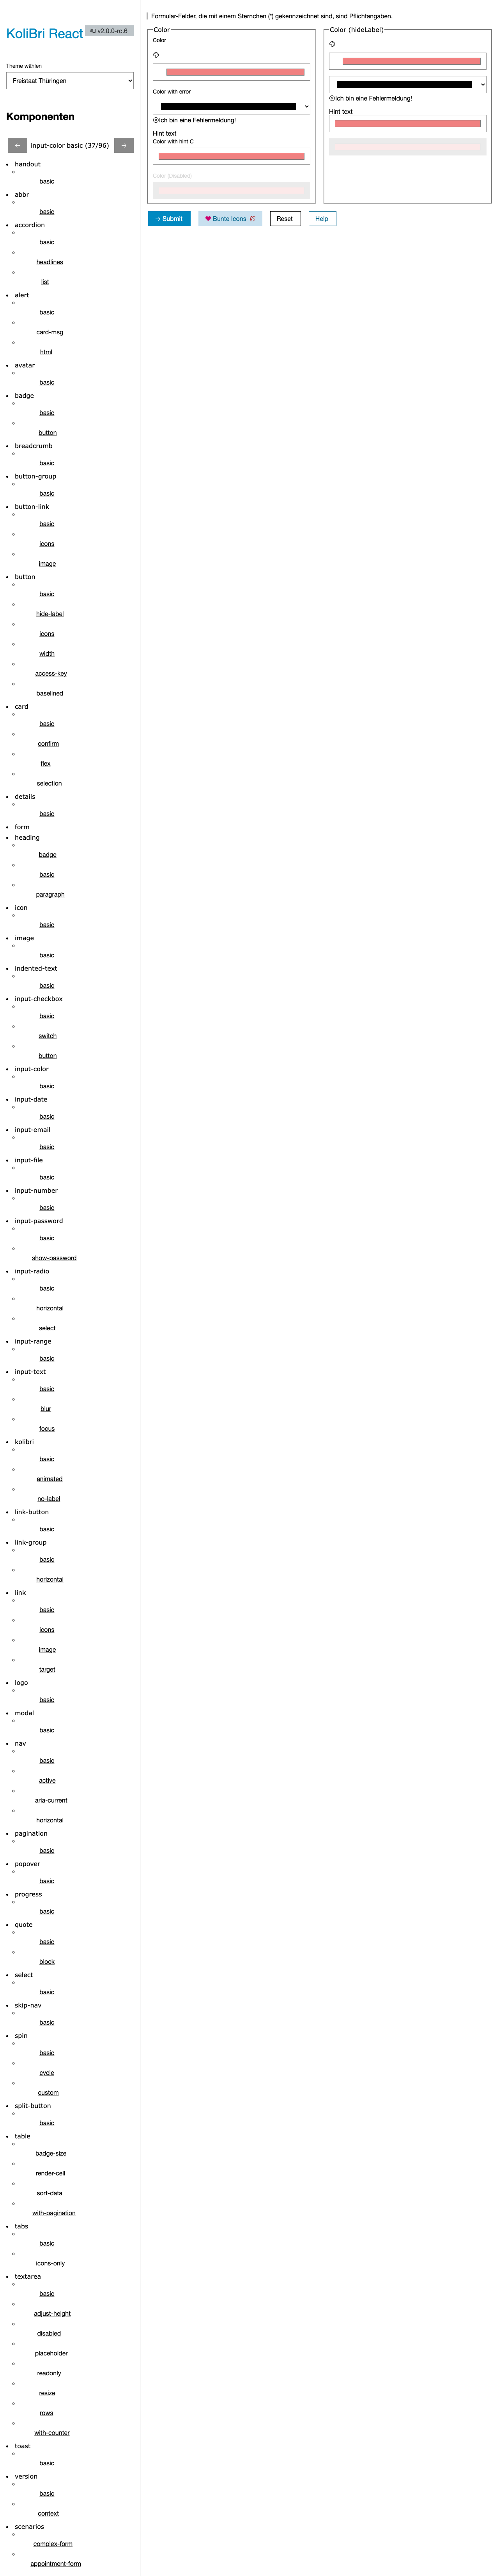 KoliBri React
v2.0.0-rc.6
Theme wählen
Freistaat Thüringen
Komponenten
input-color basic (37/96)
handout
basic
abbr
basic
accordion
basic
headlines
list
alert
basic
card-msg
html
avatar
basic
badge
basic
button
breadcrumb
basic
button-group
basic
button-link
basic
icons
image
button
basic
hide-label
icons
width
access-key
baselined
card
basic
confirm
flex
selection
details
basic
form
heading
badge
basic
paragraph
icon
basic
image
basic
indented-text
basic
input-checkbox
basic
switch
button
input-color
basic
input-date
basic
input-email
basic
input-file
basic
input-number
basic
input-password
basic
show-password
input-radio
basic
horizontal
select
input-range
basic
input-text
basic
blur
focus
kolibri
basic
animated
no-label
link-button
basic
link-group
basic
horizontal
link
basic
icons
image
target
logo
basic
modal
basic
nav
basic
active
aria-current
horizontal
pagination
basic
popover
basic
progress
basic
quote
basic
block
select
basic
skip-nav
basic
spin
basic
cycle
custom
split-button
basic
table
badge-size
render-cell
sort-data
with-pagination
tabs
basic
icons-only
textarea
basic
adjust-height
disabled
placeholder
readonly
resize
rows
with-counter
toast
basic
version
basic
context
scenarios
complex-form
appointment-form
Formular-Felder, die mit einem Sternchen (*) gekennzeichnet sind, sind Pflichtangaben.
Color
Color
Color with error
Ich bin eine Fehlermeldung!
Hint text
Color with hint C
Color (Disabled)
Color (hideLabel)
Ich bin eine Fehlermeldung!
Hint text
Submit
Bunte Icons
Reset
Help